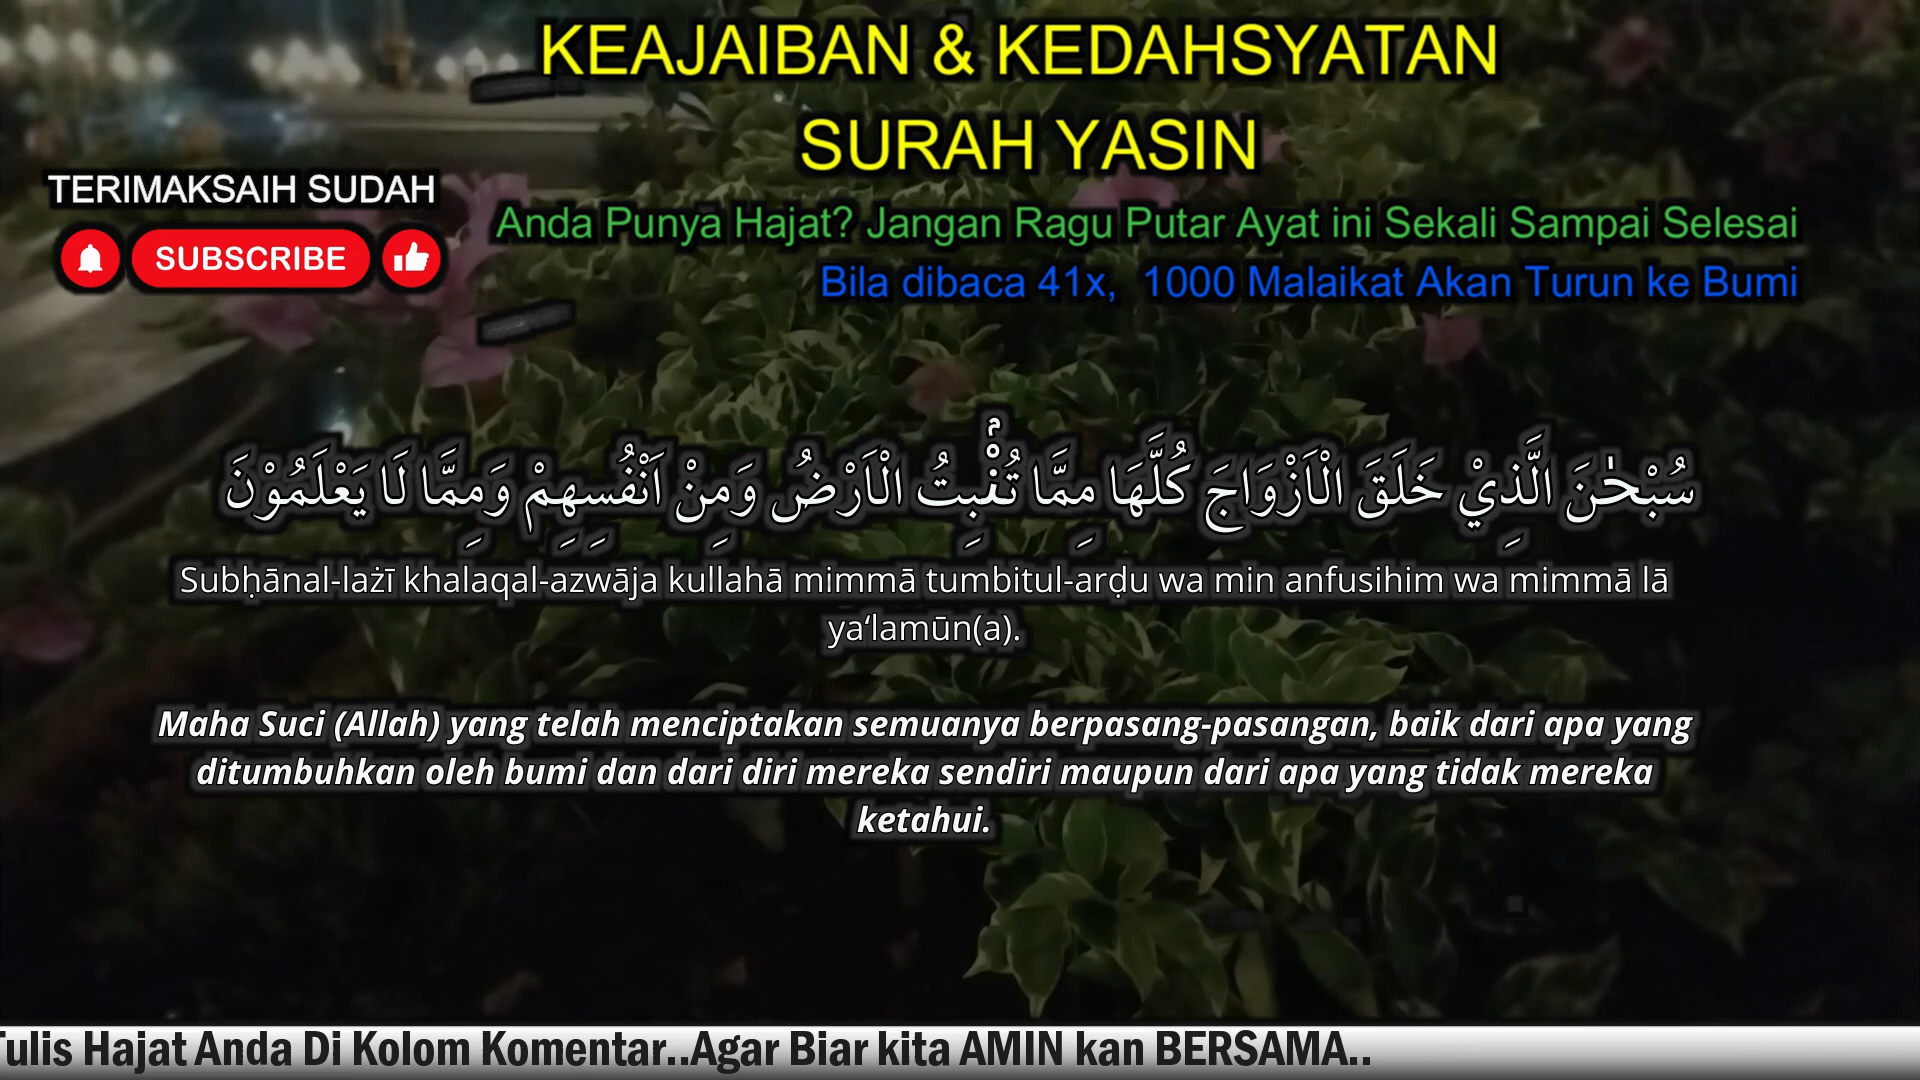 KEAJAIBAN & KEDAHSYATAN
SURAH YASIN
TERIMAKSAIH SUDAH
SUBSCRIBE
Anda Punya Hajat? Jangan Ragu Putar Ayat ini Sekali Sampai Selesai
Bila dibaca 41x, 1000 Malaikat Akan Turun ke Bumi
سُبْحٰنَ الَّذِيْ خَلَقَ الْاَزْوَاجَ كُلَّهَا مِمَّا تُنْۢبِتُ الْاَرْضُ وَمِنْ اَنْفُسِهِمْ وَمِمَّا لَا يَعْلَمُوْنَ
Subḥānal-lażī khalaqal-azwāja kullahā mimmā tumbitul-arḍu wa min anfusihim wa mimmā lā
ya‘lamūn(a).
Maha Suci (Allah) yang telah menciptakan semuanya berpasang-pasangan, baik dari apa yang
ditumbuhkan oleh bumi dan dari diri mereka sendiri maupun dari apa yang tidak mereka
ketahui.
Tulis Hajat Anda Di Kolom Komentar..Agar Biar kita AMIN kan BERSAMA..